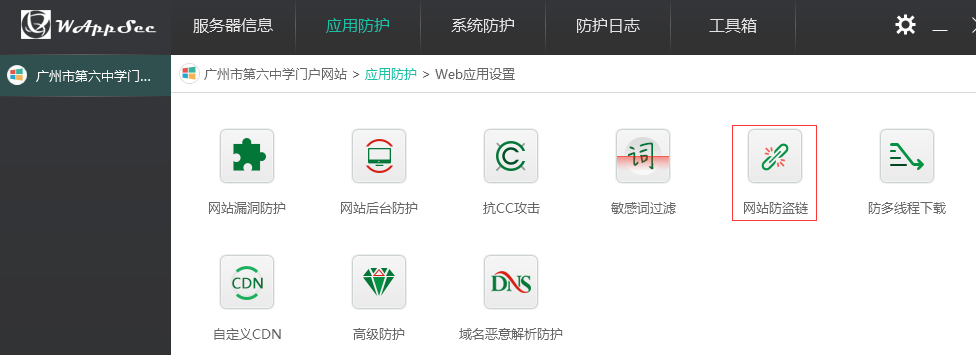 WAppSec
服务器信息
应用防护
系统防护
防护日志
工具箱
广州市第六中学门...
广州市第六中学门户网站 > 应用防护 > Web应用设置
词
网站漏洞防护
网站后台防护
抗CC攻击
敏感词过滤
网站防盗链
防多线程下载
CDN
DNS
自定义CDN
高级防护
域名恶意解析防护